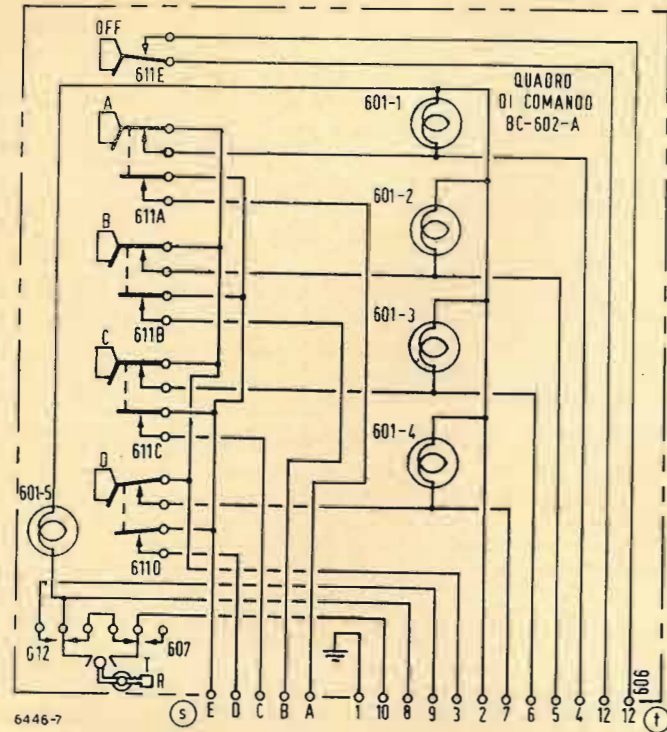 OFF
611E
QUADRO
DI COMANDO
BC-602-A
601-1
A
611A
601-2
B
611B
601-3
C
611C
601-4
D
611D
601-5
612
607
T
R
606
6446-7
s E D C B A 1 10 8 9 3 2 7 6 5 4 12 12 t